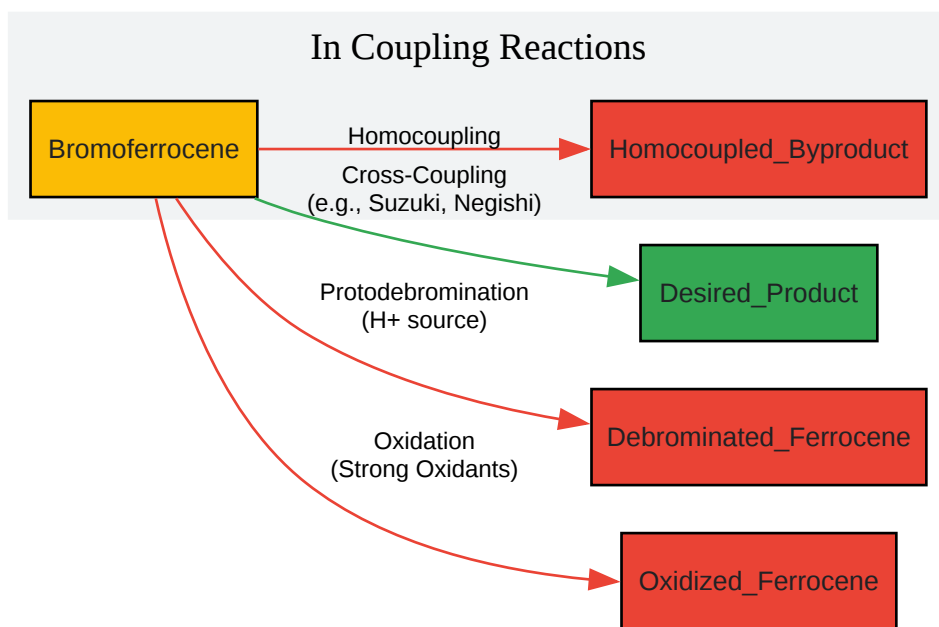 In Coupling Reactions
Bromoferrocene
Homocoupling
Homocoupled_Byproduct
Cross-Coupling
(e.g., Suzuki, Negishi)
Desired_Product
Protodebromination
(H+ source)
Debrominated_Ferrocene
Oxidation
(Strong Oxidants)
Oxidized_Ferrocene